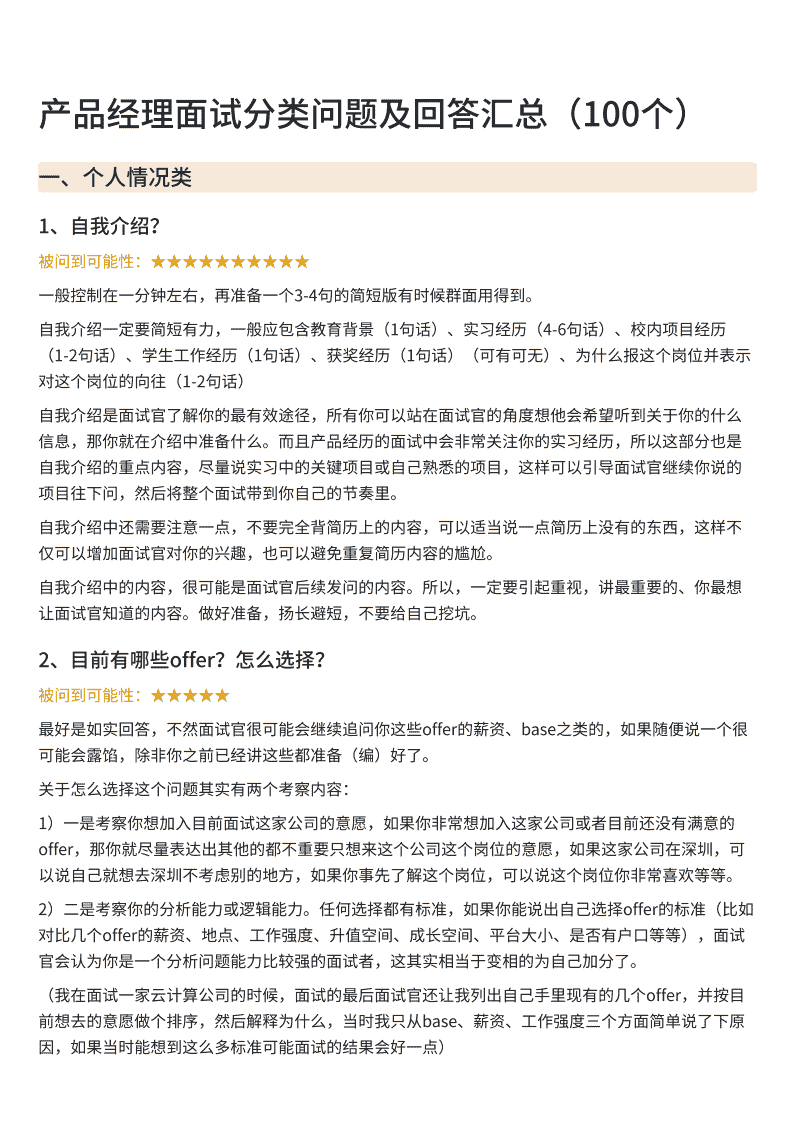 产品经理面试分类问题及回答汇总（100个）
一、个人情况类
1、自我介绍？
被问到可能性：★★★★★★★★★★
一般控制在一分钟左右，再准备一个3-4句的简短版有时候群面用得到。
自我介绍一定要简短有力，一般应包含教育背景（1句话）、实习经历（4-6句话）、校内项目经历
（1-2句话）、学生工作经历（1句话）、获奖经历（1句话）（可有可无）、为什么报这个岗位并表示
对这个岗位的向往（1-2句话）
自我介绍是面试官了解你的最有效途径，所有你可以站在面试官的角度想他会希望听到关于你的什么
信息，那你就在介绍中准备什么。而且产品经历的面试中会非常关注你的实习经历，所以这部分也是
自我介绍的重点内容，尽量说实习中的关键项目或自己熟悉的项目，这样可以引导面试官继续你说的
项目往下问，然后将整个面试带到你自己的节奏里。
自我介绍中还需要注意一点，不要完全背简历上的内容，可以适当说一点简历上没有的东西，这样不
仅可以增加面试官对你的兴趣，也可以避免重复简历内容的尴尬。
自我介绍中的内容，很可能是面试官后续发问的内容。所以，一定要引起重视，讲最重要的、你最想
让面试官知道的内容。做好准备，扬长避短，不要给自己挖坑。
2、目前有哪些offer？怎么选择？
被问到可能性：★★★★★
最好是如实回答，不然面试官很可能会继续追问你这些offer的薪资、base之类的，如果随便说一个很
可能会露馅，除非你之前已经讲这些都准备（编）好了。
关于怎么选择这个问题其实有两个考察内容：
1）一是考察你想加入目前面试这家公司的意愿，如果你非常想加入这家公司或者目前还没有满意的
offer，那你就尽量表达出其他的都不重要只想来这个公司这个岗位的意愿，如果这家公司在深圳，可
以说自己就想去深圳不考虑别的地方，如果你事先了解这个岗位，可以说这个岗位你非常喜欢等等。
2）二是考察你的分析能力或逻辑能力。任何选择都有标准，如果你能说出自己选择offer的标准（比如
对比几个offer的薪资、地点、工作强度、升值空间、成长空间、平台大小、是否有户口等等），面试
官会认为你是一个分析问题能力比较强的面试者，这其实相当于变相的为自己加分了。
（我在面试一家云计算公司的时候，面试的最后面试官还让我列出自己手里现有的几个offer，并按目
前想去的意愿做个排序，然后解释为什么，当时我只从base、薪资、工作强度三个方面简单说了下原
因，如果当时能想到这么多标准可能面试的结果会好一点）